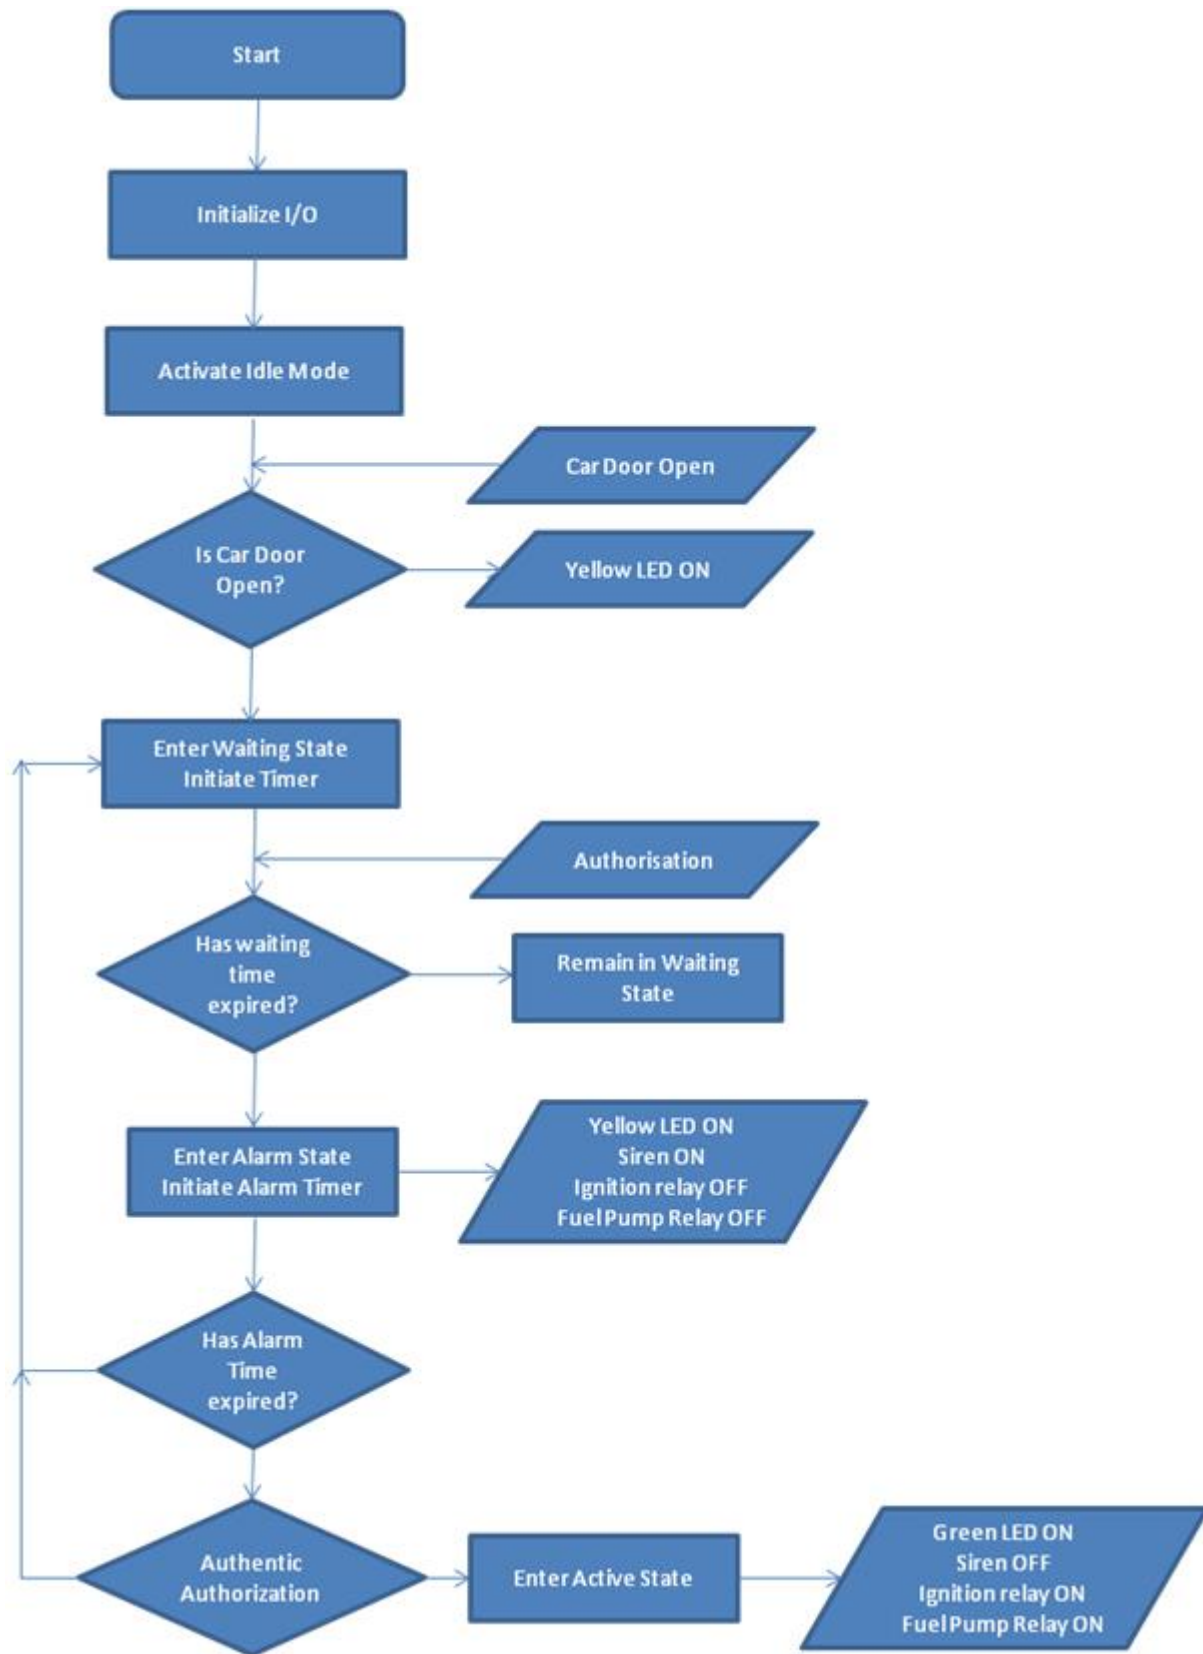 Start
Initialize I/O
Activate Idle Mode
Car Door Open
Is Car Door
Open?
Yellow LED ON
Enter Waiting State
Initiate Timer
Authorisation
Has waiting
time
expired?
Remain in Waiting
State
Enter Alarm State
Initiate Alarm Timer
Yellow LED ON
Siren ON
Ignition relay OFF
Fuel Pump Relay OFF
Has Alarm
Time
expired?
Authentic
Authorization
Enter Active State
Green LED ON
Siren OFF
Ignition relay ON
Fuel Pump Relay ON